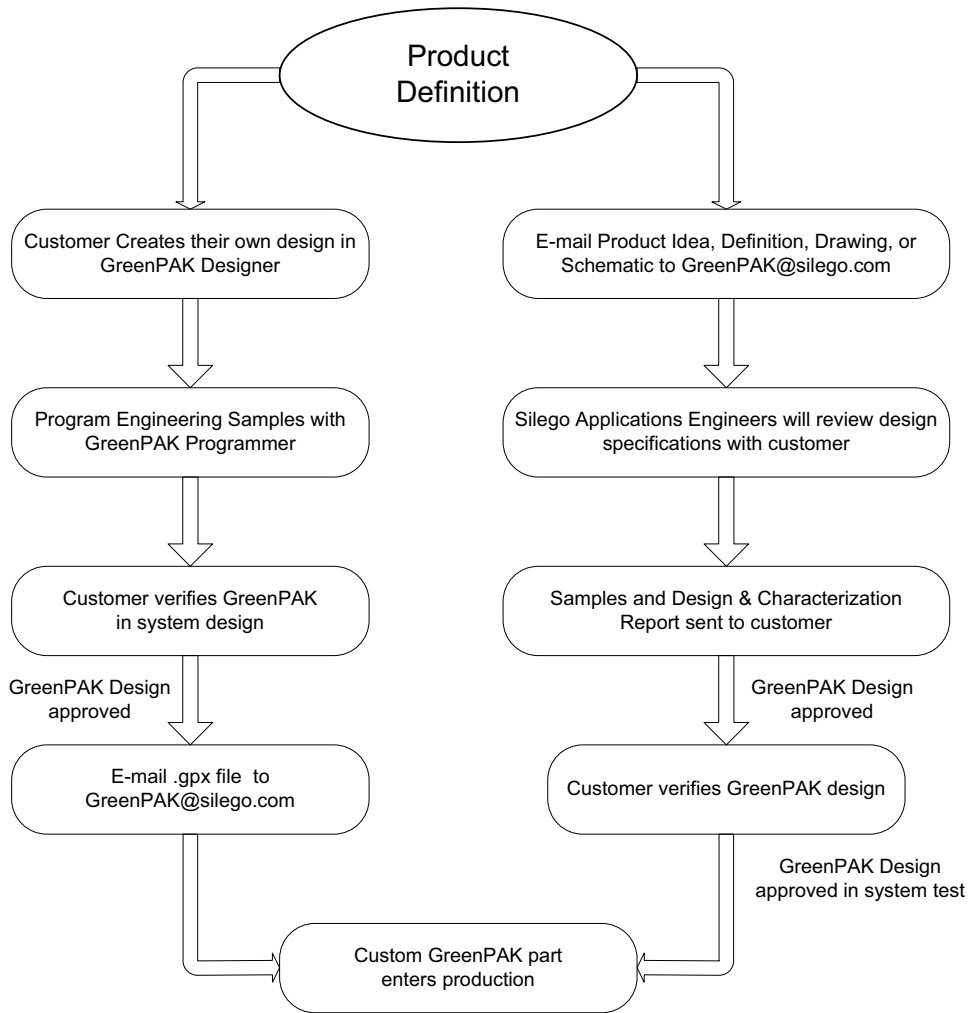 Product
Definition
Customer Creates their own design in
GreenPAK Designer
E-mail Product Idea, Definition, Drawing, or
Schematic to GreenPAK@silego.com
Program Engineering Samples with
GreenPAK Programmer
Silego Applications Engineers will review design
specifications with customer
Customer verifies GreenPAK
in system design
Samples and Design & Characterization
Report sent to customer
GreenPAK Design
approved
GreenPAK Design
approved
E-mail .gpx file to
GreenPAK@silego.com
Customer verifies GreenPAK design
GreenPAK Design
approved in system test
Custom GreenPAK part
enters production